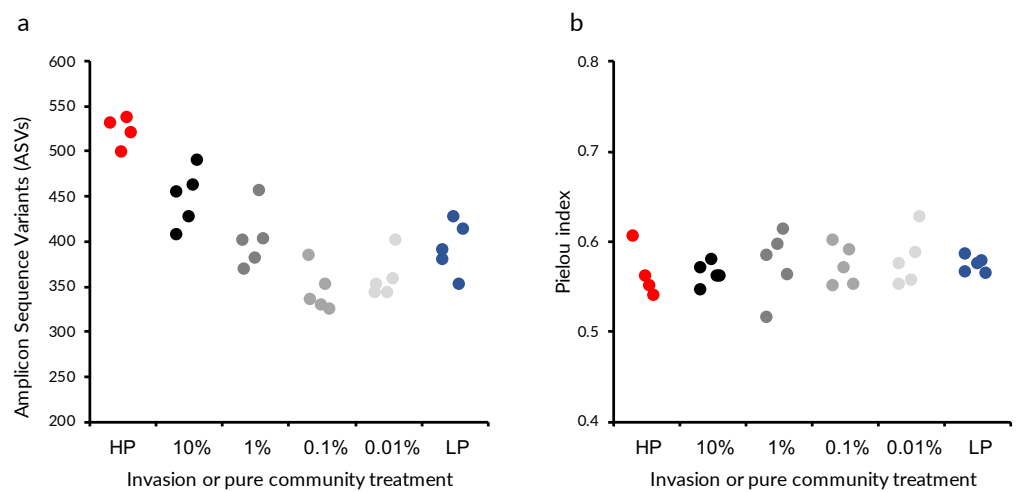 a
Amplicon Sequence Variants (ASVs)
600
550
500
450
400
350
300
250
200
HP 10% 1% 0.1% 0.01% LP
Invasion or pure community treatment
b
Pielou index
0.8
0.7
0.6
0.5
0.4
HP 10% 1% 0.1% 0.01% LP
Invasion or pure community treatment